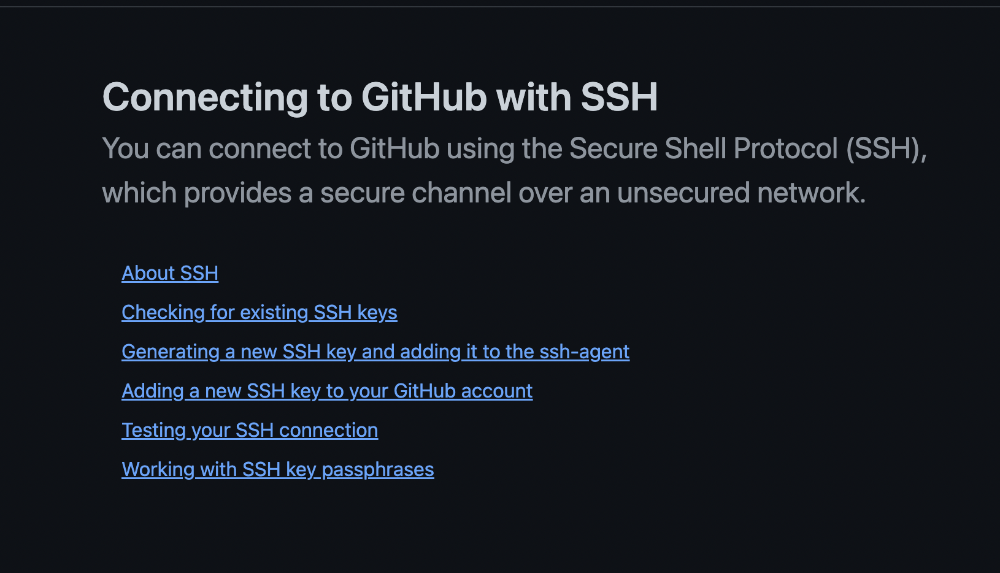 Connecting to GitHub with SSH
You can connect to GitHub using the Secure Shell Protocol (SSH),
which provides a secure channel over an unsecured network.
About SSH
Checking for existing SSH keys
Generating a new SSH key and adding it to the ssh-agent
Adding a new SSH key to your GitHub account
Testing your SSH connection
Working with SSH key passphrases